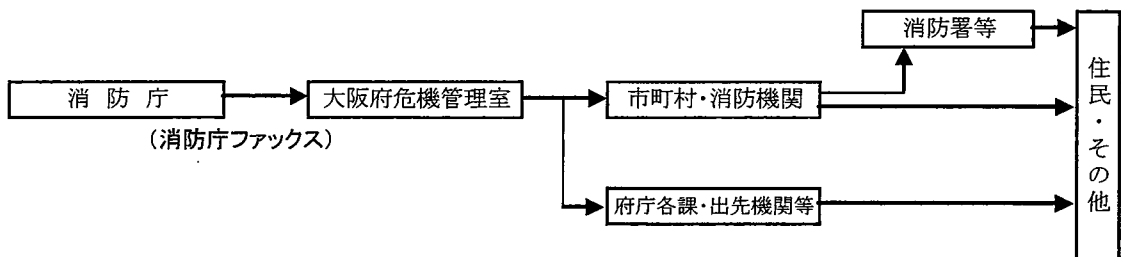 消防署等
消防庁
大阪府危機管理室
市町村・消防機関
(消防庁ファックス)
府庁各課・出先機関等
住民・その他